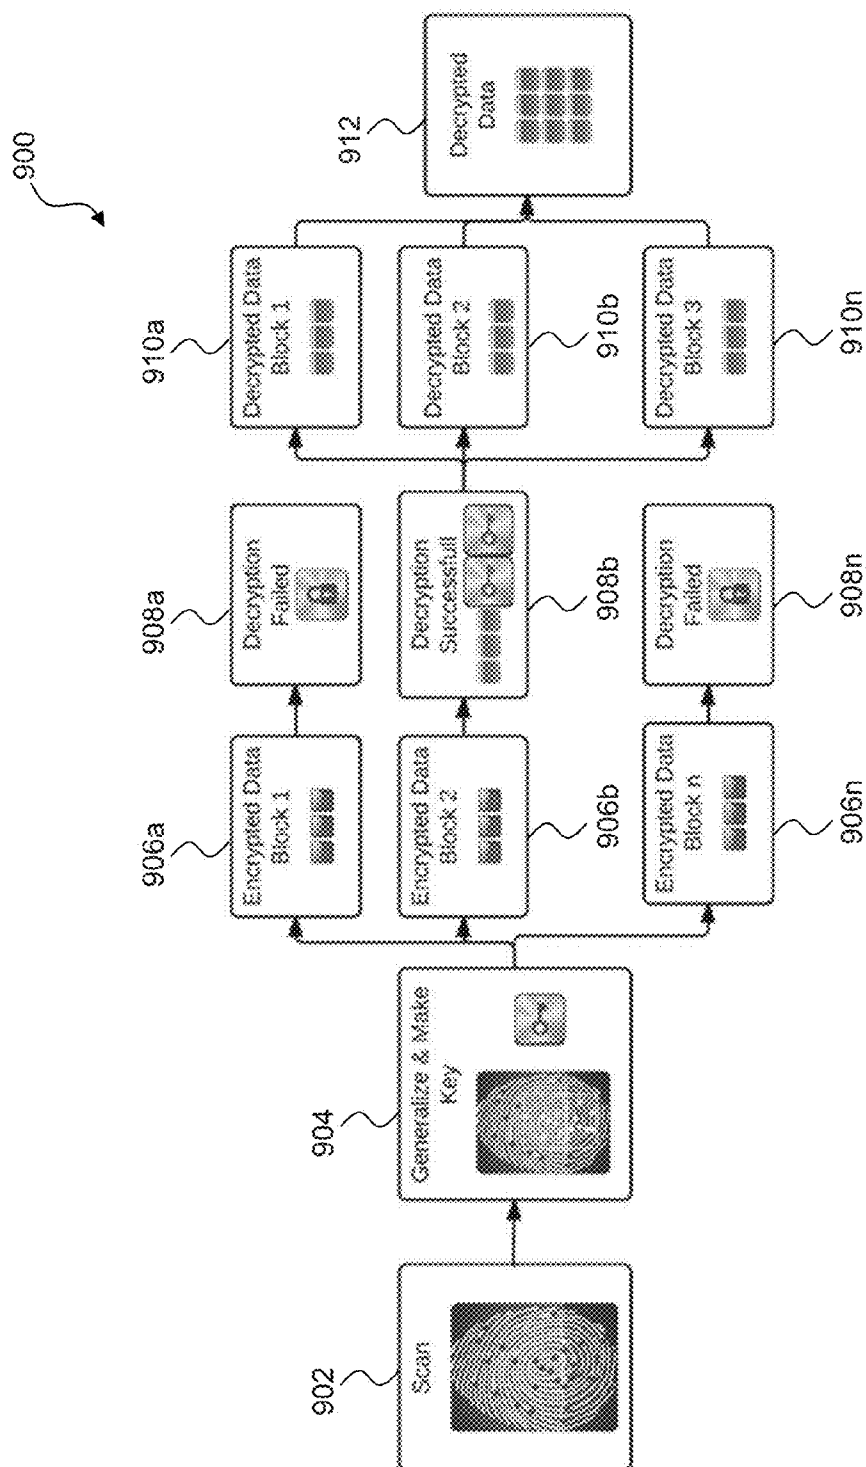 900
902
Scan
904
Generalize & Make
Key
906a
Encrypted Data
Block 1
906b
Encrypted Data
Block 2
906n
Encrypted Data
Block n
908a
Decryption
Failed
908b
Decryption
Successfull
908n
Decryption
Failed
910a
Decrypted Data
Block 1
910b
Decrypted Data
Block 2
910n
Decrypted Data
Block 3
912
Decrypted
Data